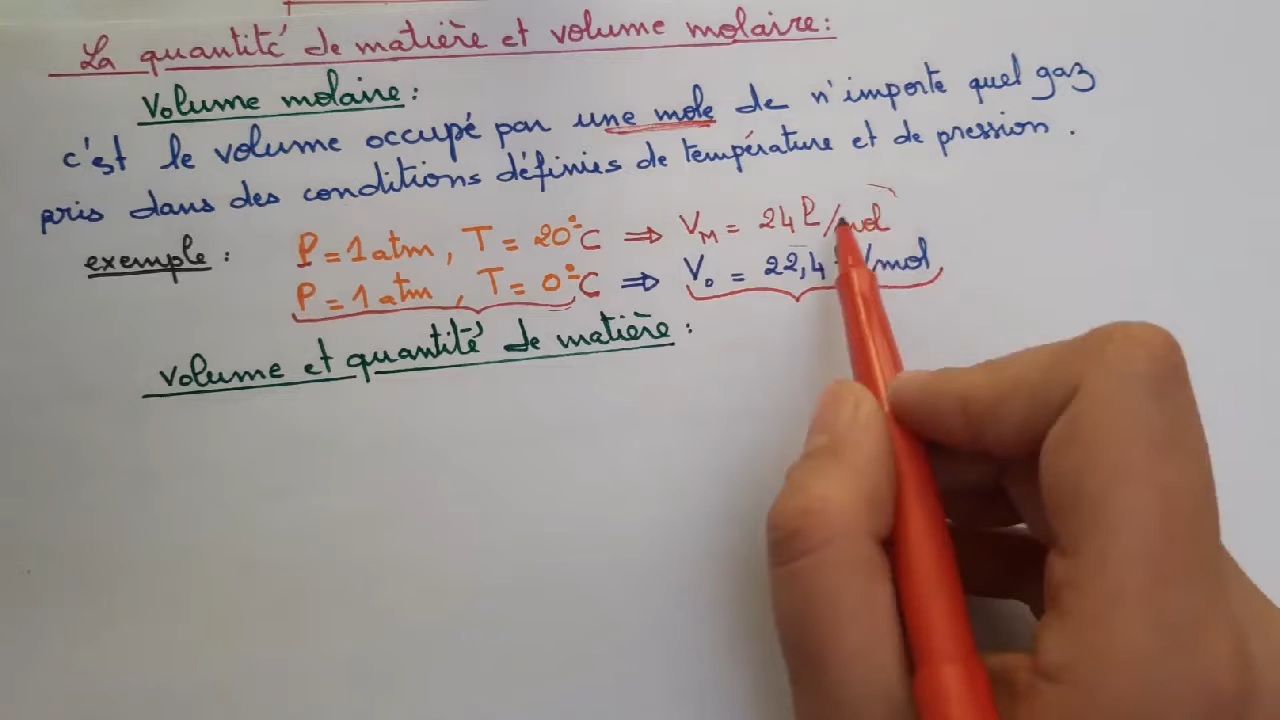 La quantité de matière et volume molaire:
Volume molaire:
c'est le volume occupé par une mole de n'importe quel gaz
pris dans des conditions définies de température et de pression.
exemple: P = 1 atm, T = 20°C ⇒ VM = 24 l/mol
P = 1 atm, T = 0°C ⇒ V0 = 22,4 /mol
volume et quantité de matière: